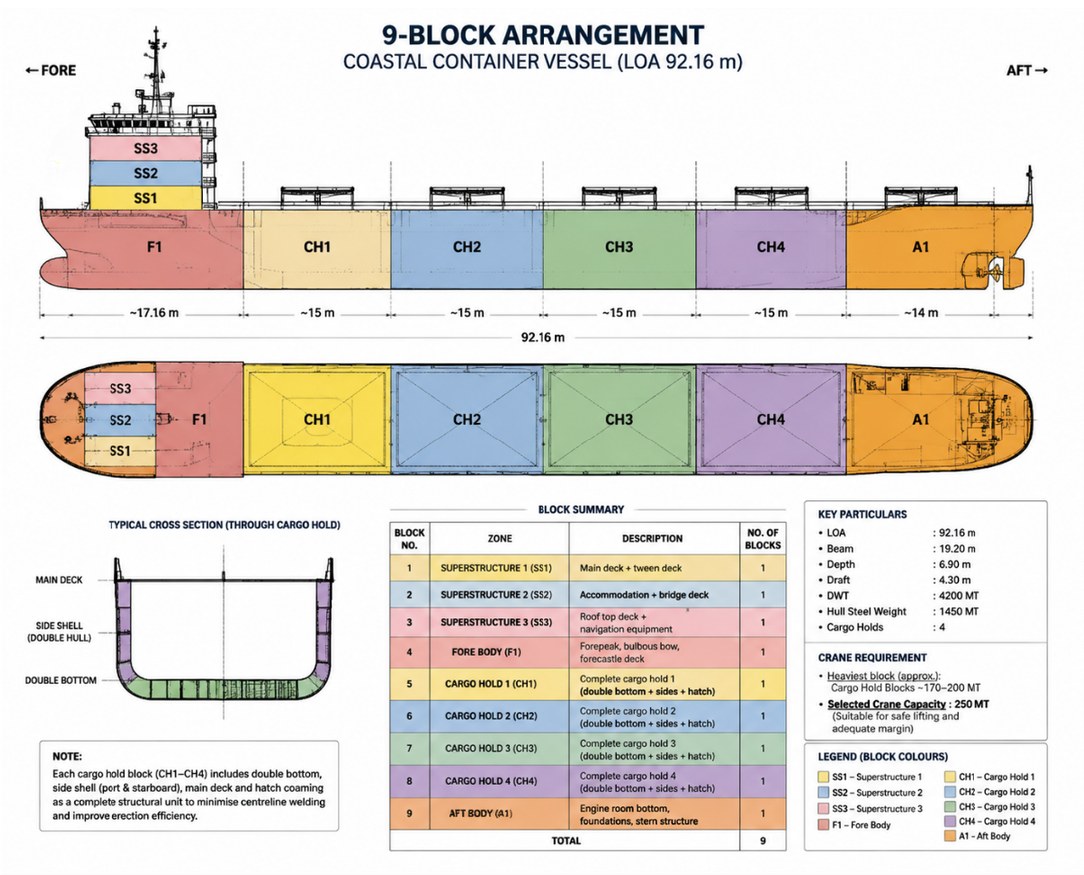 9-BLOCK ARRANGEMENT
COASTAL CONTAINER VESSEL (LOA 92.16 m)
←FORE
AFT→
SS3
SS2
SS1
F1
CH1
CH2
CH3
CH4
A1
~17.16 m
~15 m
~15 m
~15 m
~15 m
~14 m
92.16 m
SS3
SS2
SS1
F1
CH1
CH2
CH3
CH4
A1
TYPICAL CROSS SECTION (THROUGH CARGO HOLD)
MAIN DECK
SIDE SHELL
(DOUBLE HULL)
DOUBLE BOTTOM
NOTE:
Each cargo hold block (CH1–CH4) includes double bottom,
side shell (port & starboard), main deck and hatch coaming
as a complete structural unit to minimise centreline welding
and improve erection efficiency.
BLOCK SUMMARY
BLOCK NO. ZONE DESCRIPTION NO. OF BLOCKS
1 SUPERSTRUCTURE 1 (SS1) Main deck + tween deck 1
2 SUPERSTRUCTURE 2 (SS2) Accommodation + bridge deck 1
3 SUPERSTRUCTURE 3 (SS3) Roof top deck + navigation equipment 1
4 FORE BODY (F1) Forepeak, bulbous bow, forecastle deck 1
5 CARGO HOLD 1 (CH1) Complete cargo hold 1 (double bottom + sides + hatch) 1
6 CARGO HOLD 2 (CH2) Complete cargo hold 2 (double bottom + sides + hatch) 1
7 CARGO HOLD 3 (CH3) Complete cargo hold 3 (double bottom + sides + hatch) 1
8 CARGO HOLD 4 (CH4) Complete cargo hold 4 (double bottom + sides + hatch) 1
9 AFT BODY (A1) Engine room bottom, foundations, stern structure 1
TOTAL 9
KEY PARTICULARS
• LOA : 92.16 m
• Beam : 19.20 m
• Depth : 6.90 m
• Draft : 4.30 m
• DWT : 4200 MT
• Hull Steel Weight : 1450 MT
• Cargo Holds : 4
CRANE REQUIREMENT
• Heaviest block (approx.):
Cargo Hold Blocks ~170–200 MT
• Selected Crane Capacity : 250 MT
(Suitable for safe lifting and
adequate margin)
LEGEND (BLOCK COLOURS)
SS1 – Superstructure 1
SS2 – Superstructure 2
SS3 – Superstructure 3
F1 – Fore Body
CH1 – Cargo Hold 1
CH2 – Cargo Hold 2
CH3 – Cargo Hold 3
CH4 – Cargo Hold 4
A1 – Aft Body